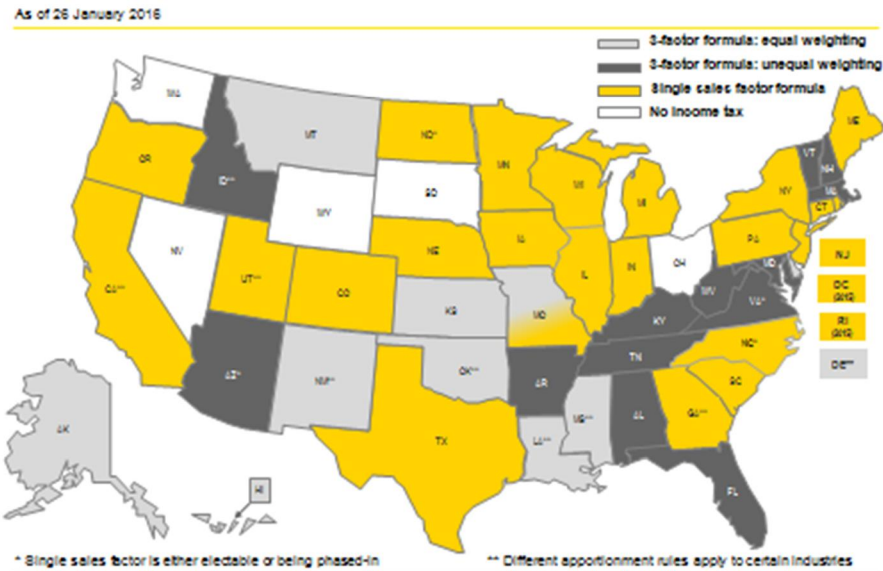 As of 26 January 2016
3-factor formula: equal weighting
3-factor formula: unequal weighting
Single sales factor formula
No income tax
WA
MT
ND*
MN
ME
VT
NH
OR
ID**
SD
WI
MI
NY
MA
CT
WY
IA
PA
NV
NE
IL
IN
OH
NJ
UT**
CO
MD
CA**
KS
MO
WV
VA*
DC
(2015)
KY
RI
(2015)
NC*
TN
AZ*
NM**
OK**
AR
SC
DE**
MS**
AL
GA**
AK
TX
LA**
HI
FL
* Single sales factor is either electable or being phased-in
** Different apportionment rules apply to certain industries